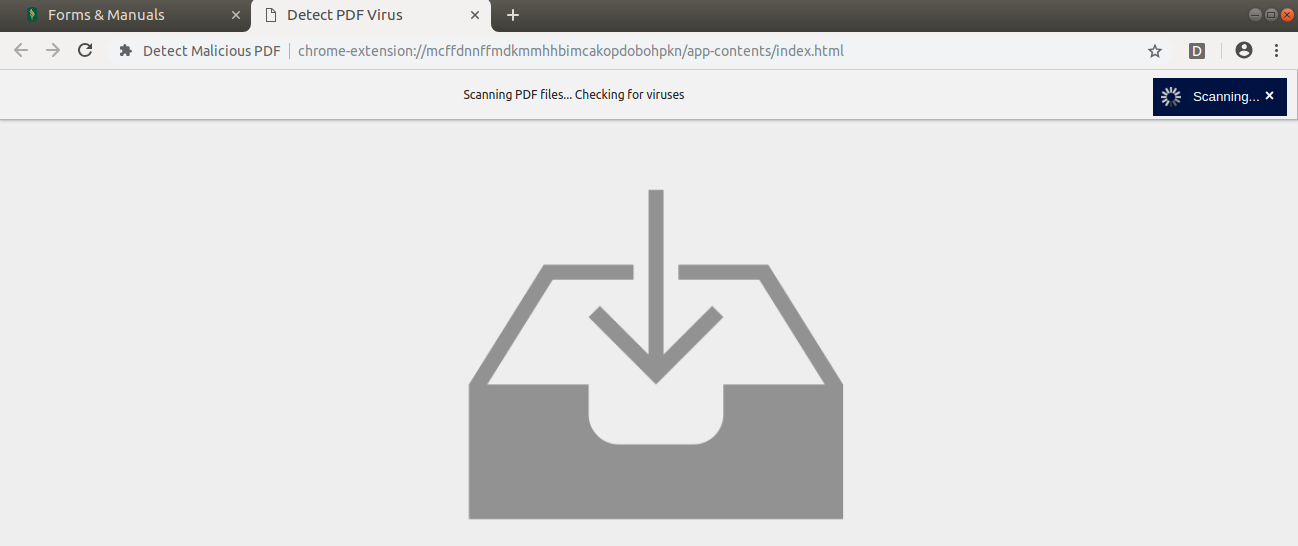 Forms & Manuals
Detect PDF Virus
Detect Malicious PDF
chrome-extension://mcffdnnffmdkmmhhbimcakopdobohpkn/app-contents/index.html
D
Scanning PDF files... Checking for viruses
Scanning...